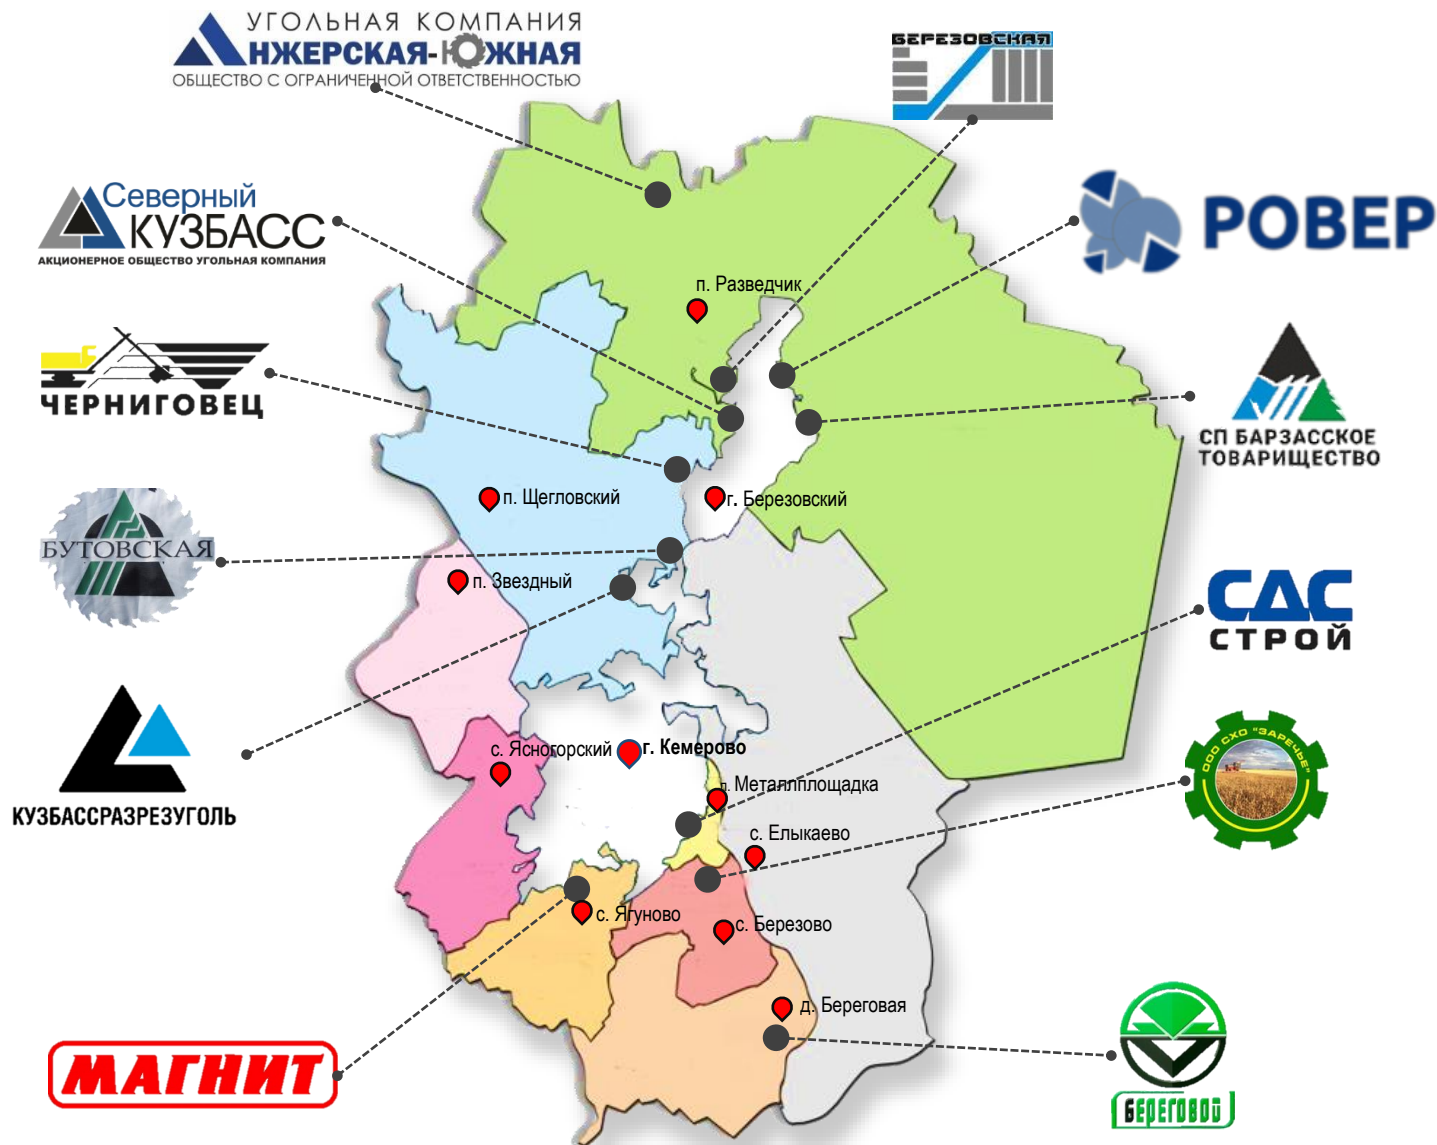 УГОЛЬНАЯ КОМПАНИЯ
АНЖЕРСКАЯ-ЮЖНАЯ
ОБЩЕСТВО С ОГРАНИЧЕННОЙ ОТВЕТСТВЕННОСТЬЮ
БЕРЕЗОВСКАЯ
Северный
КУЗБАСС
АКЦИОНЕРНОЕ ОБЩЕСТВО УГОЛЬНАЯ КОМПАНИЯ
РОВЕР
п. Разведчик
ЧЕРНИГОВЕЦ
СП БАРЗАССКОЕ
ТОВАРИЩЕСТВО
п. Щегловский
г. Березовский
БУТОВСКАЯ
п. Звездный
СДС
СТРОЙ
КУЗБАССРАЗРЕЗУГОЛЬ
с. Ясногорский
г. Кемерово
ООО СХО "ЗАРЕЧЬЕ"
п. Металлплощадка
с. Елыкаево
с. Ягуново
с. Березово
д. Береговая
МАГНИТ
БЕРЕГОВОЙ